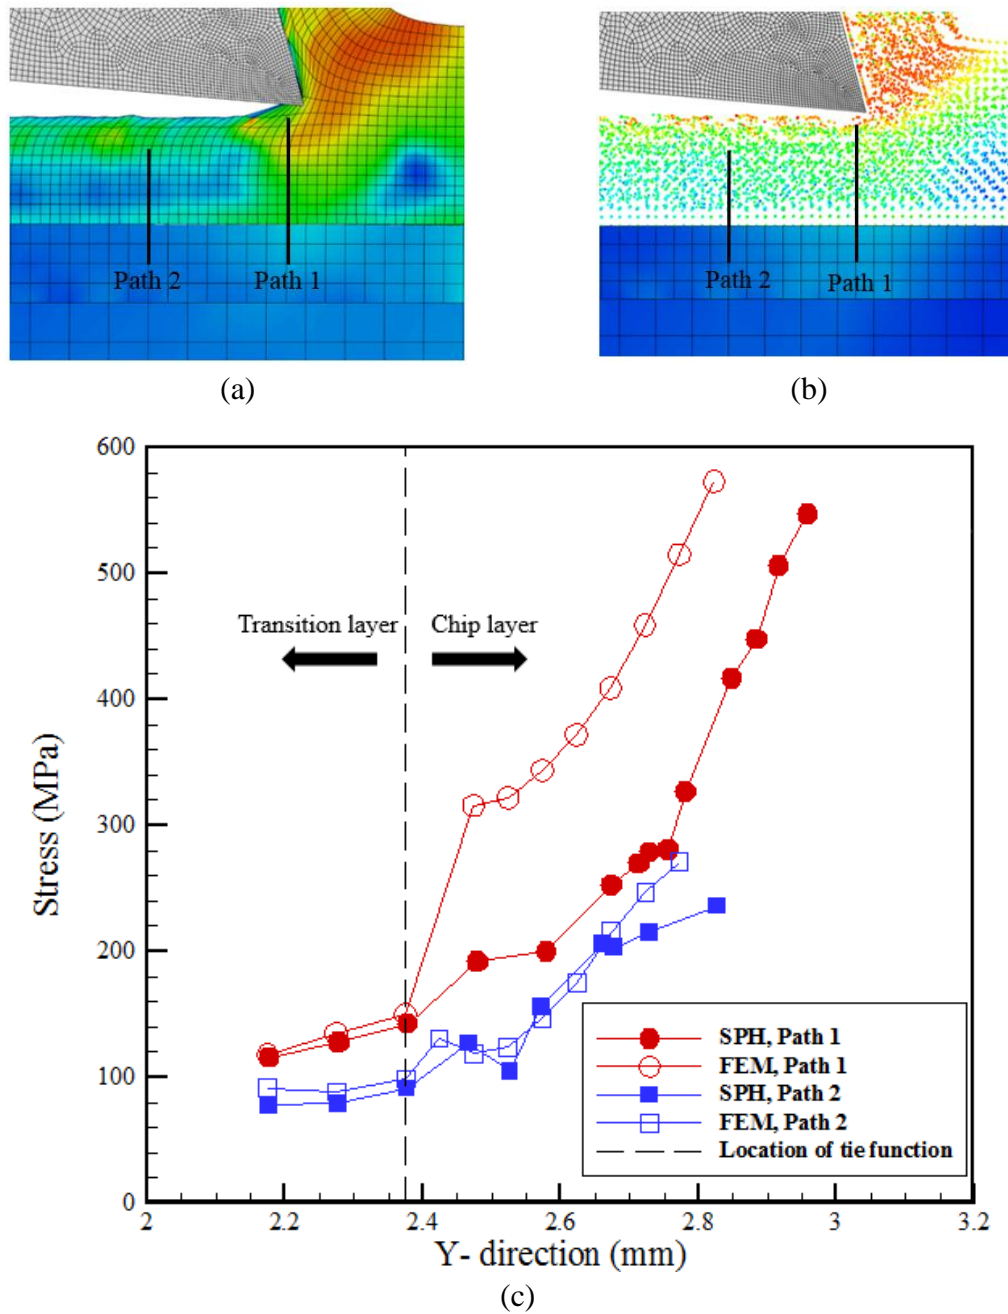 Path 2
Path 1
Path 2
Path 1
(a)
(b)
600
500
400
300
200
100
0
Stress (MPa)
Transition layer
Chip layer
SPH, Path 1
FEM, Path 1
SPH, Path 2
FEM, Path 2
Location of tie function
2
2.2
2.4
2.6
2.8
3
3.2
Y- direction (mm)
(c)